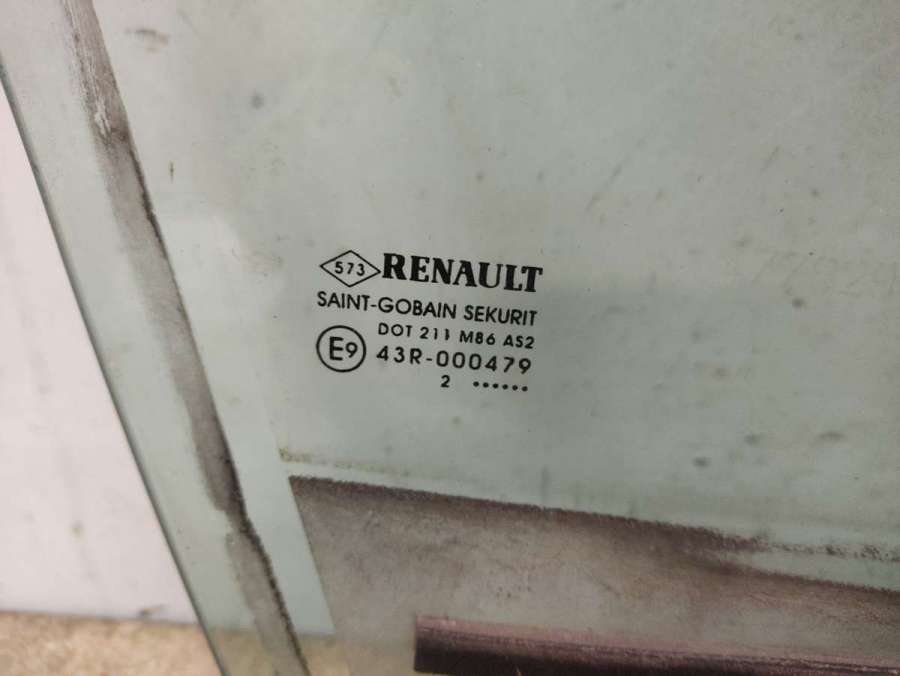 573 RENAULT
SAINT-GOBAIN SEKURIT
DOT 211 M86 AS2
E9 43R-000479
2 ......